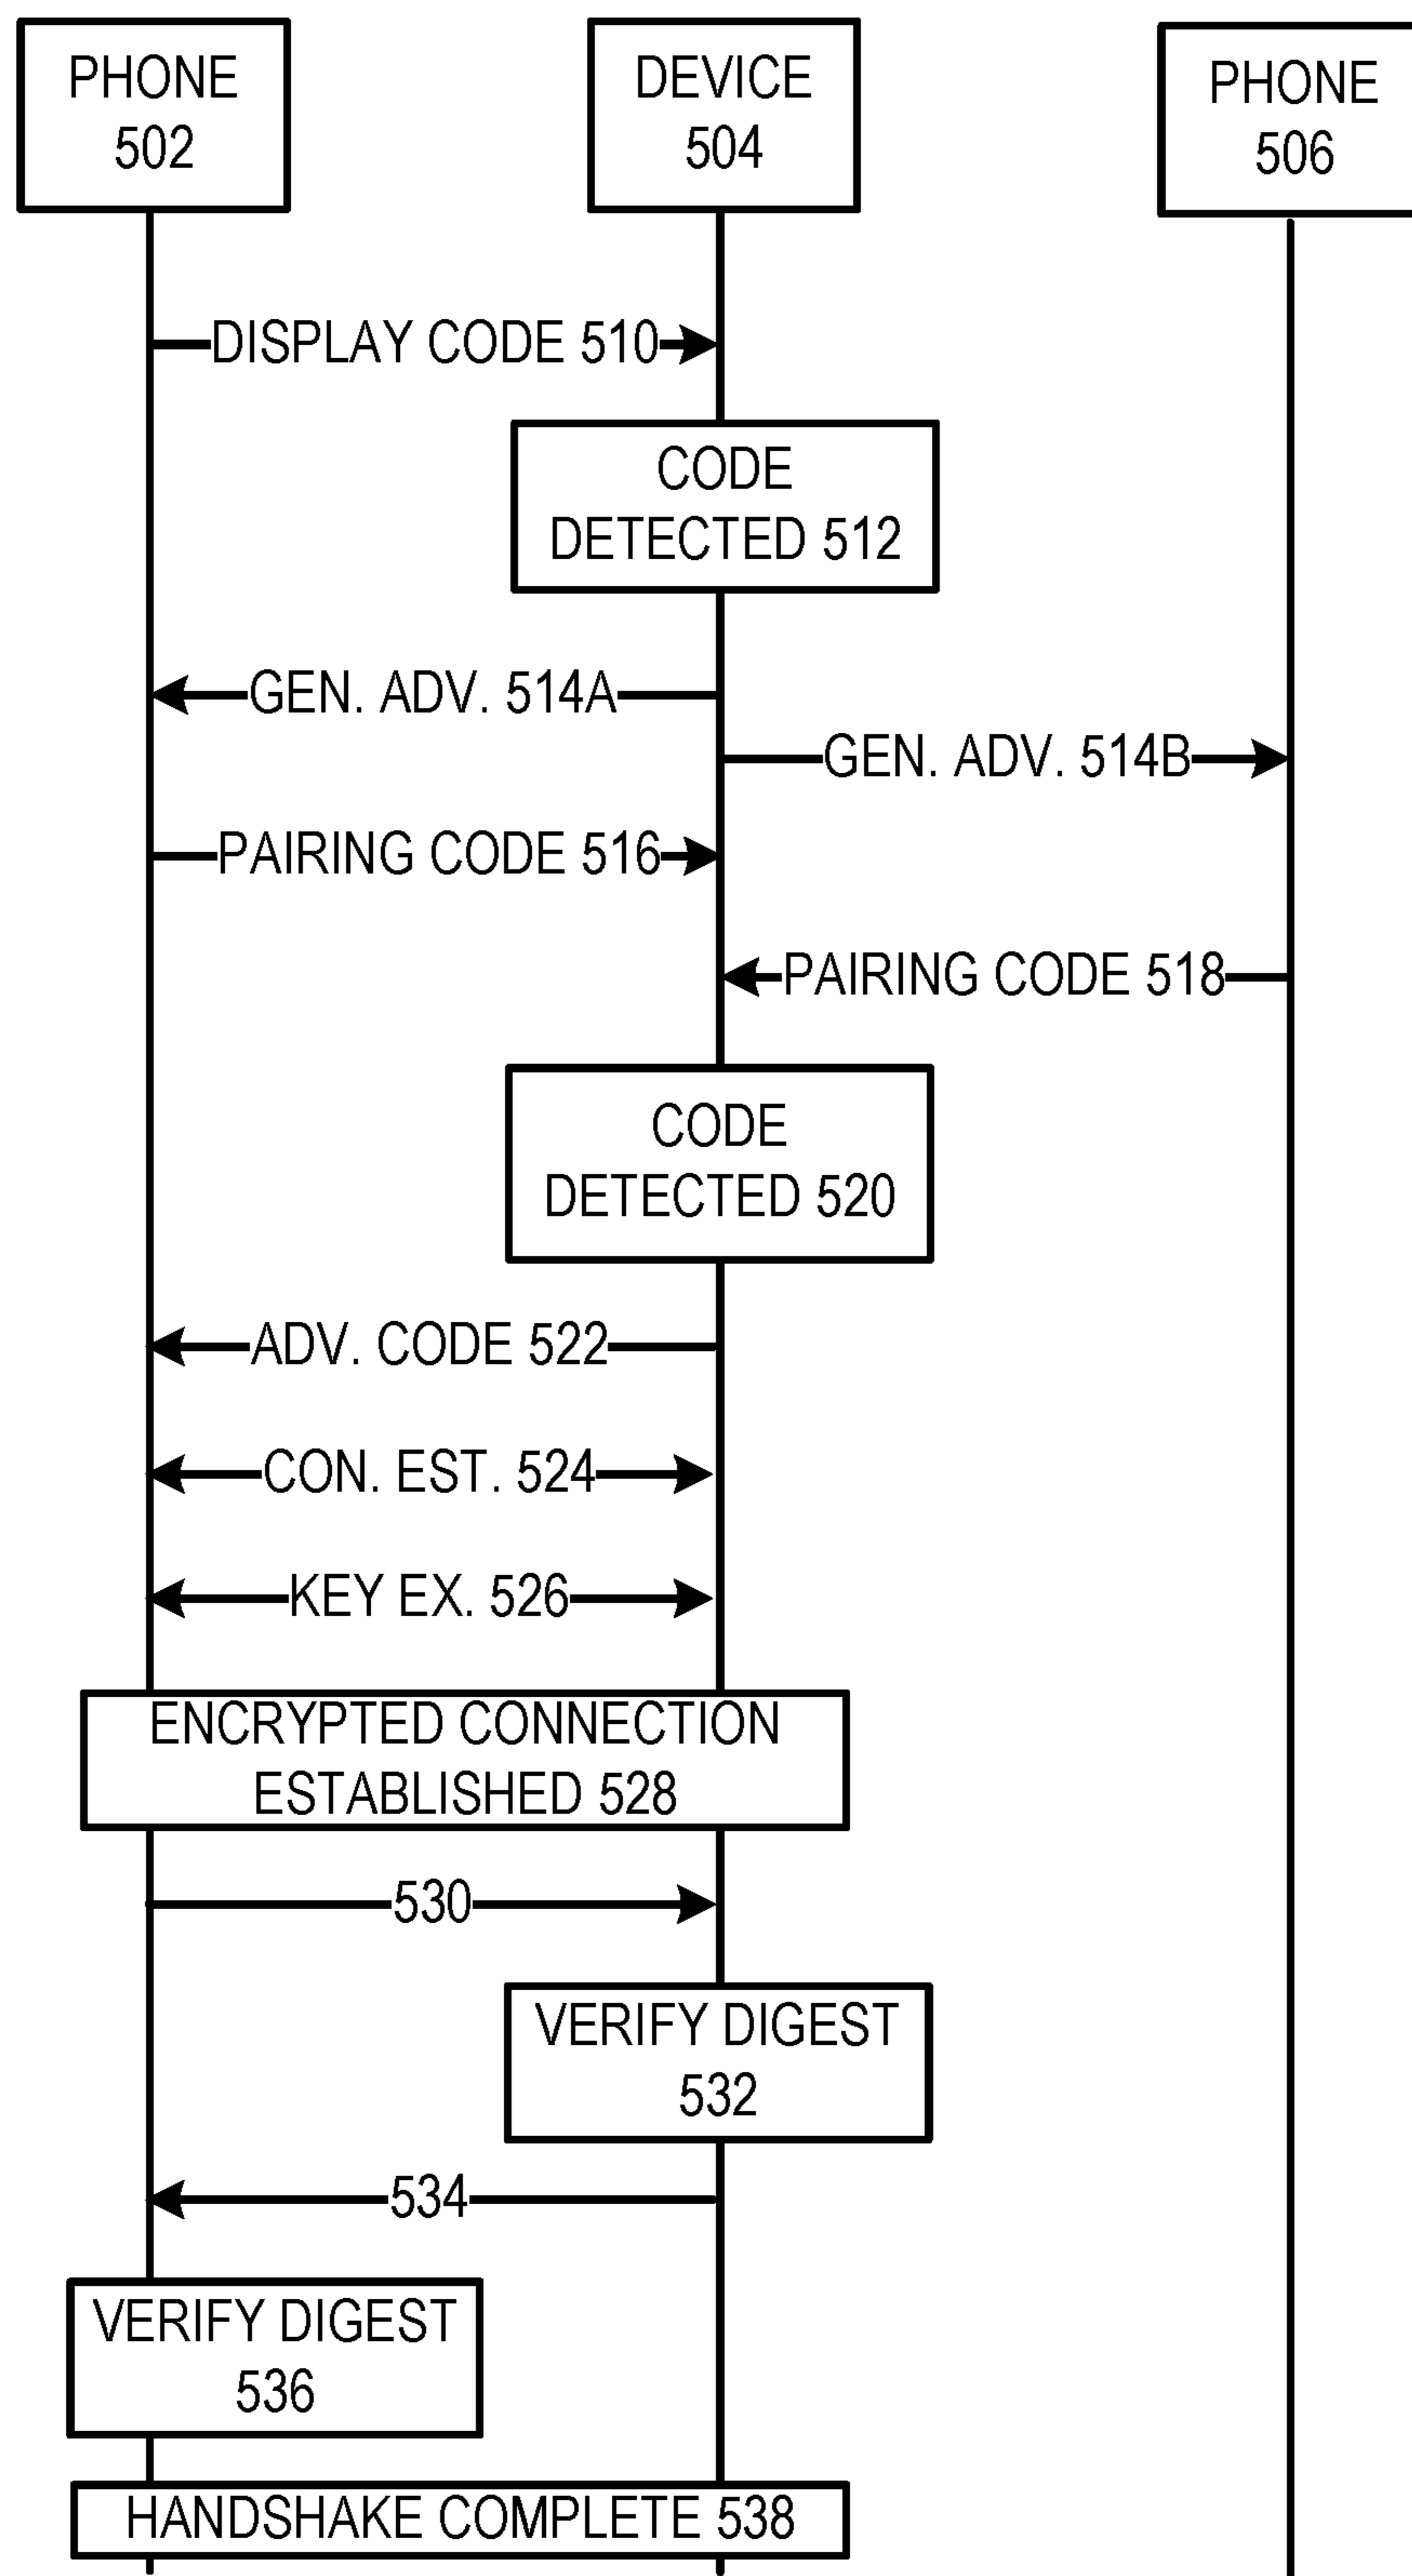 PHONE
502
DEVICE
504
PHONE
506
DISPLAY CODE 510
CODE
DETECTED 512
GEN. ADV. 514A
GEN. ADV. 514B
PAIRING CODE 516
PAIRING CODE 518
CODE
DETECTED 520
ADV. CODE 522
CON. EST. 524
KEY EX. 526
ENCRYPTED CONNECTION
ESTABLISHED 528
530
VERIFY DIGEST
532
534
VERIFY DIGEST
536
HANDSHAKE COMPLETE 538